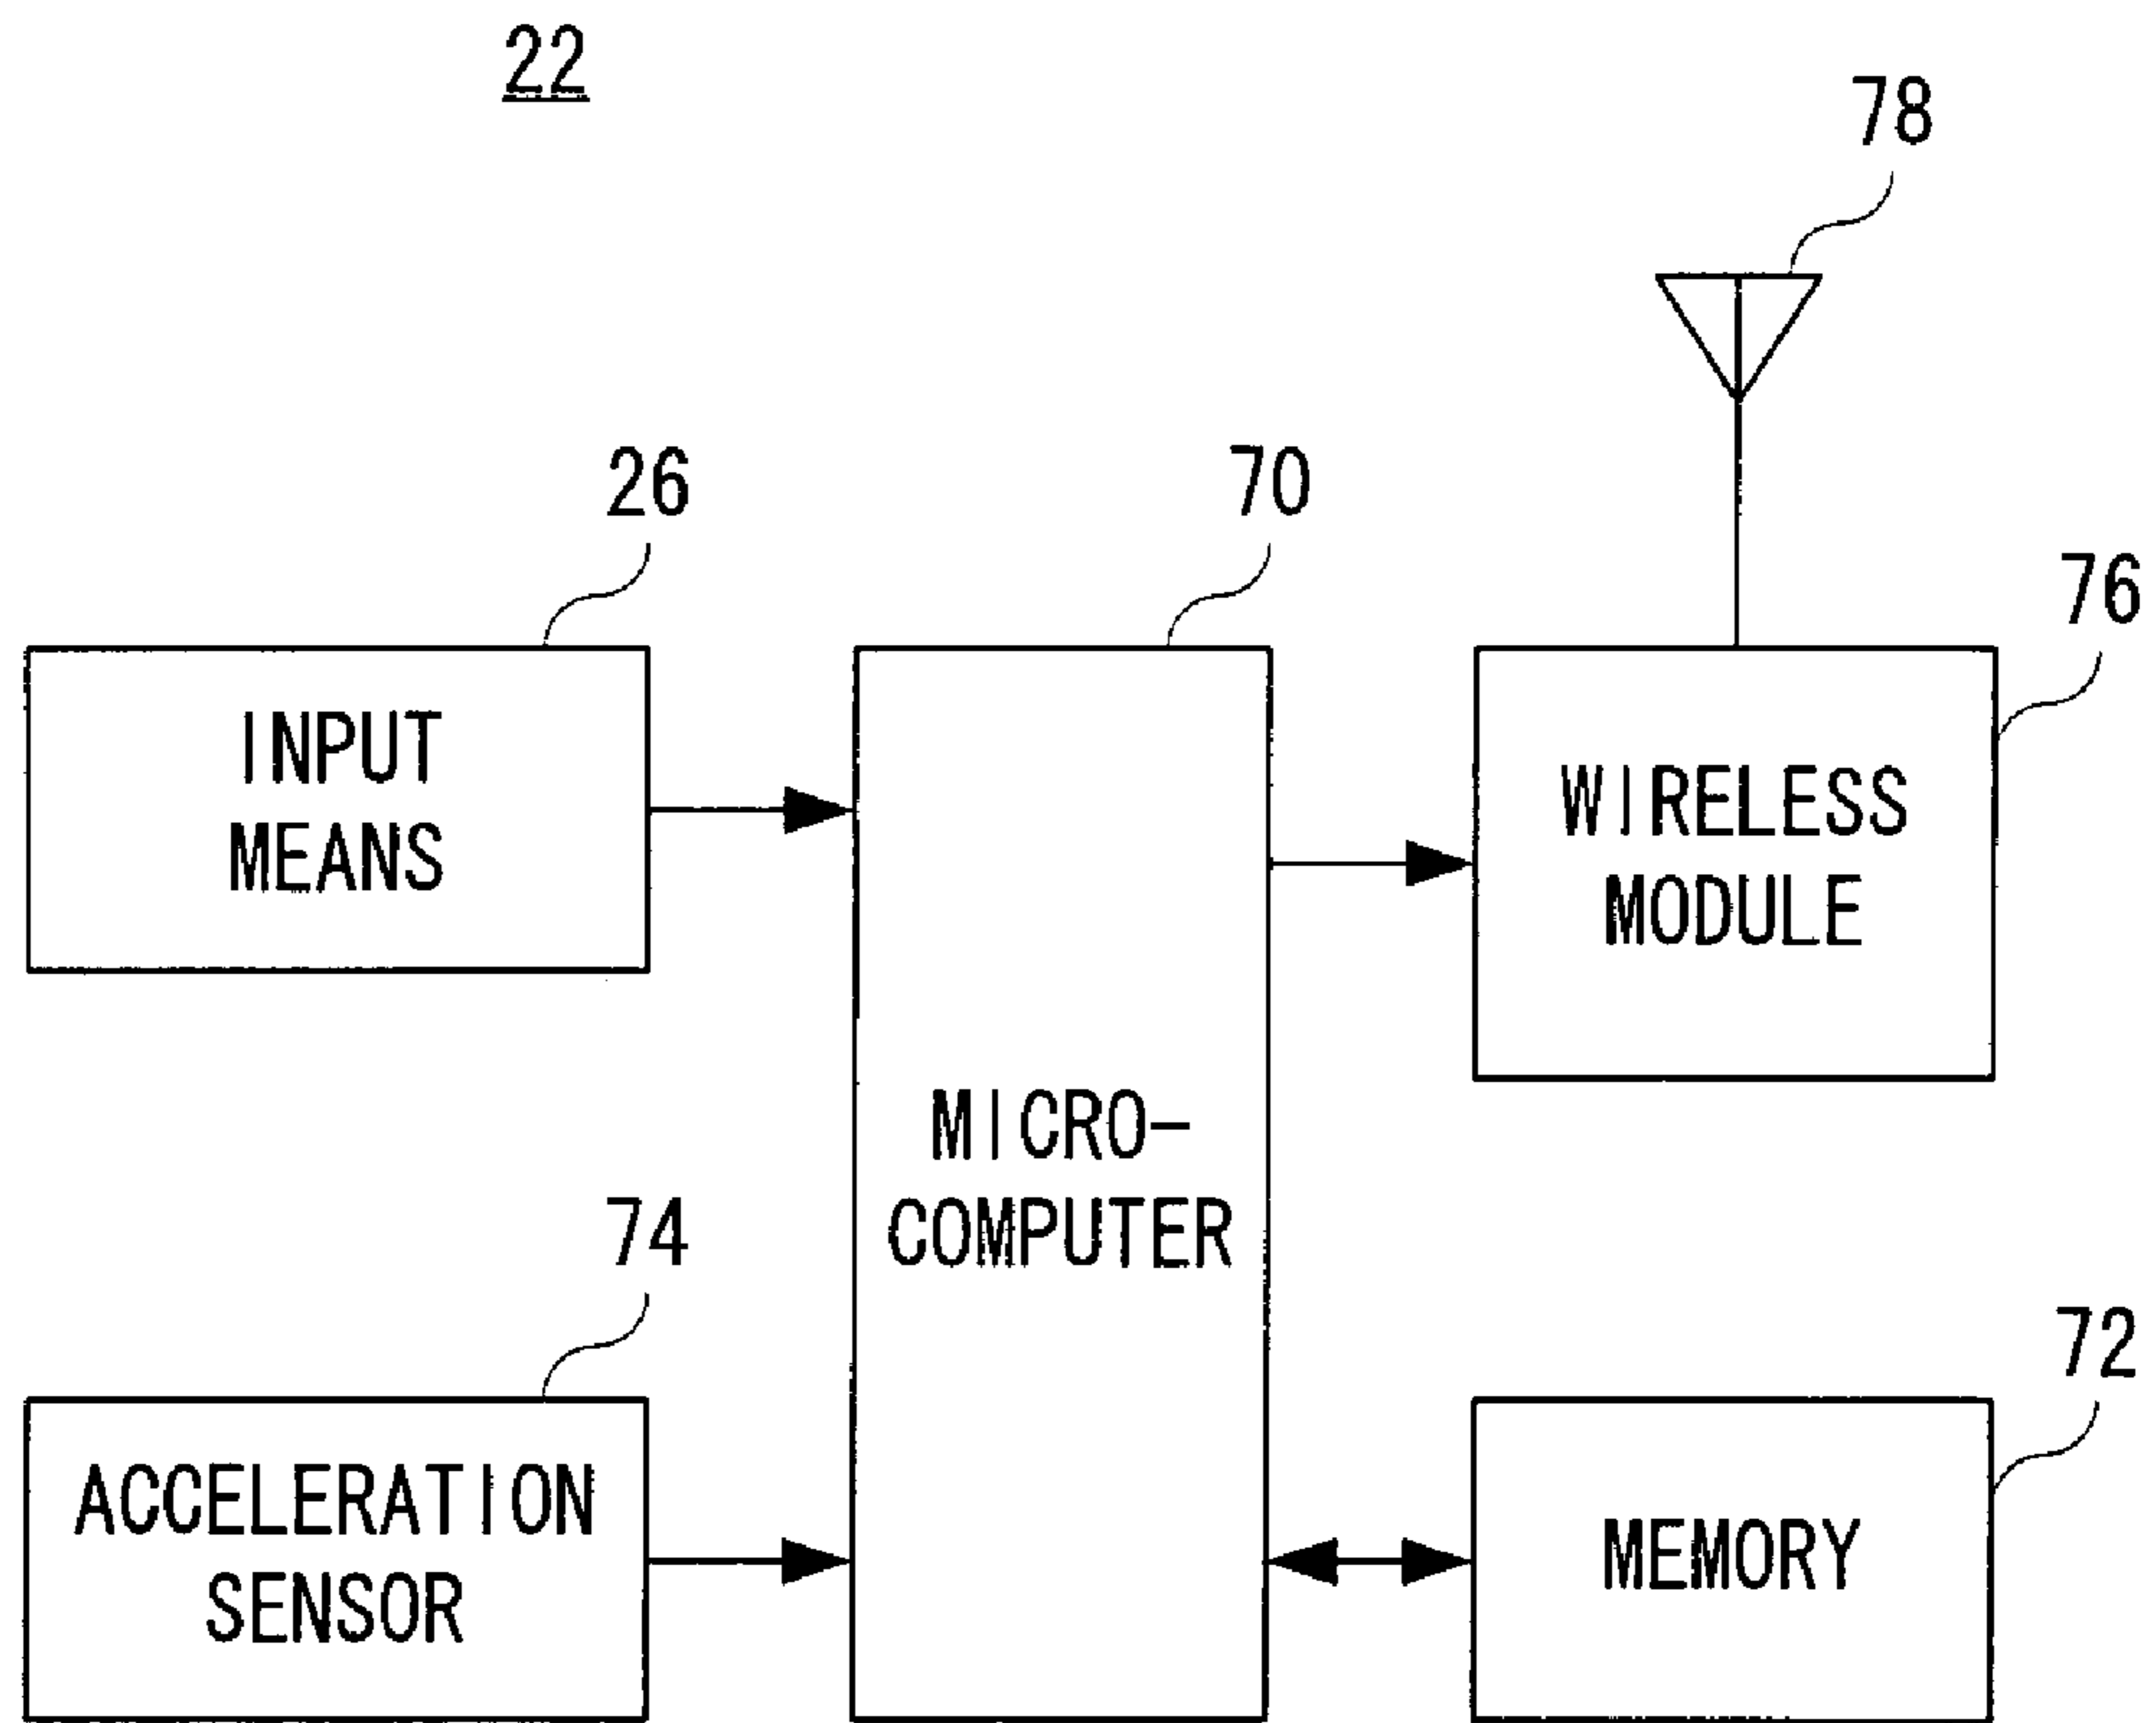 22
78
26
70
76
INPUT
MEANS
WIRELESS
MODULE
MICRO-
COMPUTER
74
72
ACCELERATION
SENSOR
MEMORY